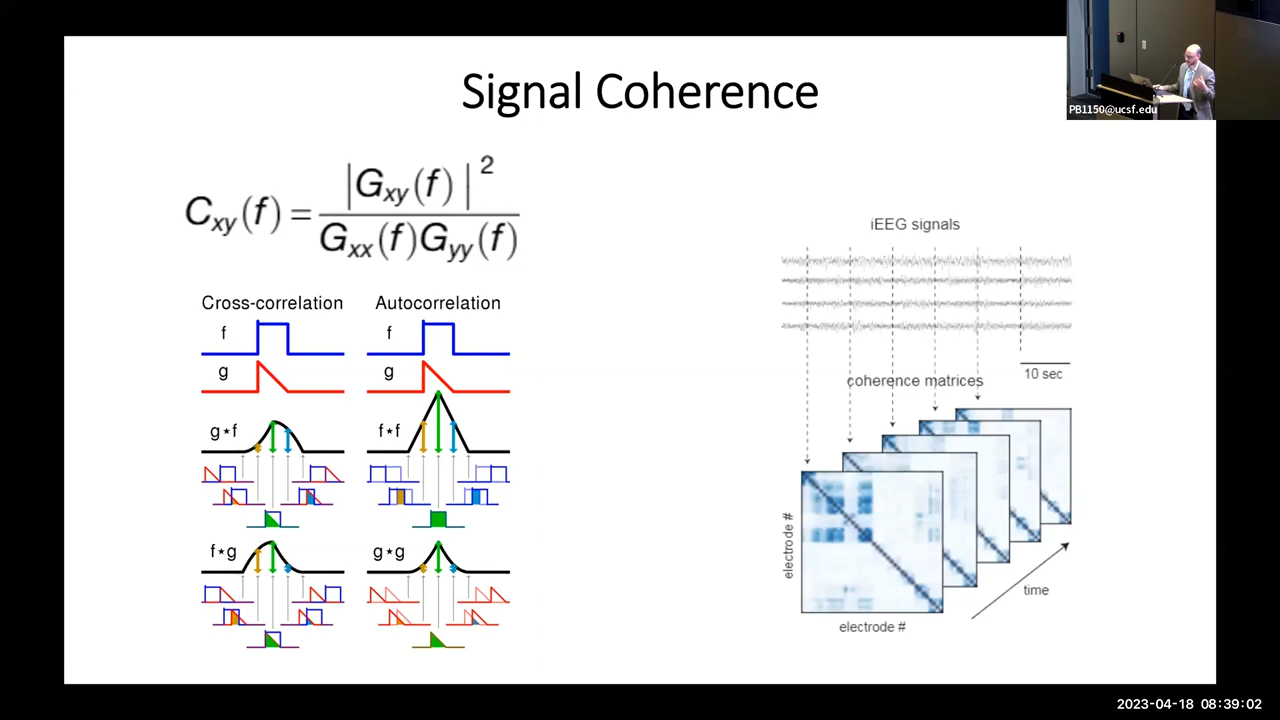 Signal Coherence
PB1150@ucsf.edu
C_xy(f) = |G_xy(f)|^2 / G_xx(f)G_yy(f)
Cross-correlation
f
g
g⋆f
f⋆g
Autocorrelation
f
g
f⋆f
g⋆g
iEEG signals
10 sec
coherence matrices
electrode #
electrode #
time
2023-04-18 08:39:02